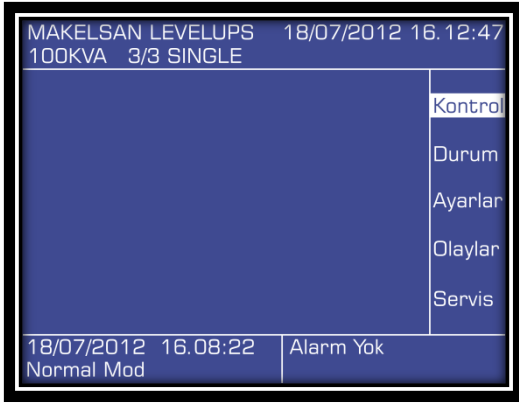 MAKELSAN LEVELUPS 18/07/2012 16.12:47
100KVA 3/3 SINGLE
Kontrol
Durum
Ayarlar
Olaylar
Servis
18/07/2012 16.08:22 Alarm Yok
Normal Mod